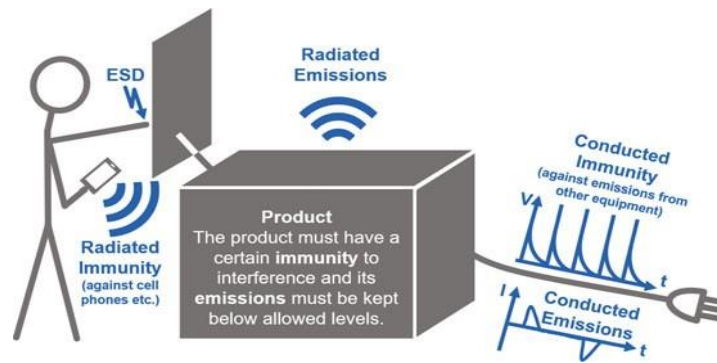 ESD
Radiated
Emissions
Radiated
Immunity
(against cell
phones etc.)
Product
The product must have a
certain immunity to
interference and its
emissions must be kept
below allowed levels.
Conducted
Immunity
(against emissions from
other equipment)
V
t
I
Conducted
Emissions
t